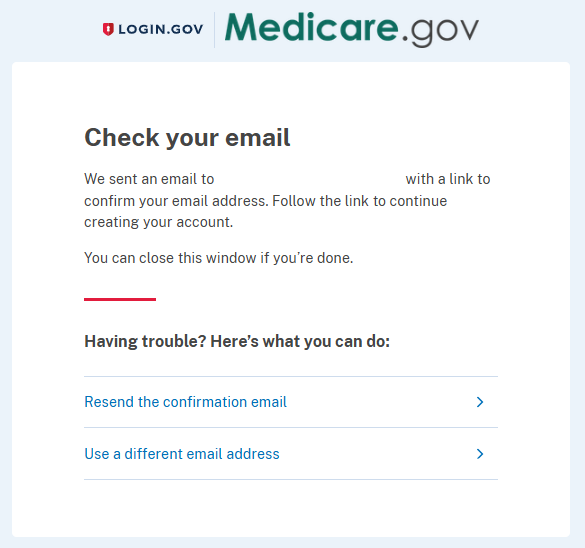 LOGIN.GOV Medicare.gov
Check your email
We sent an email to with a link to
confirm your email address. Follow the link to continue
creating your account.
You can close this window if you’re done.
Having trouble? Here’s what you can do:
Resend the confirmation email
Use a different email address